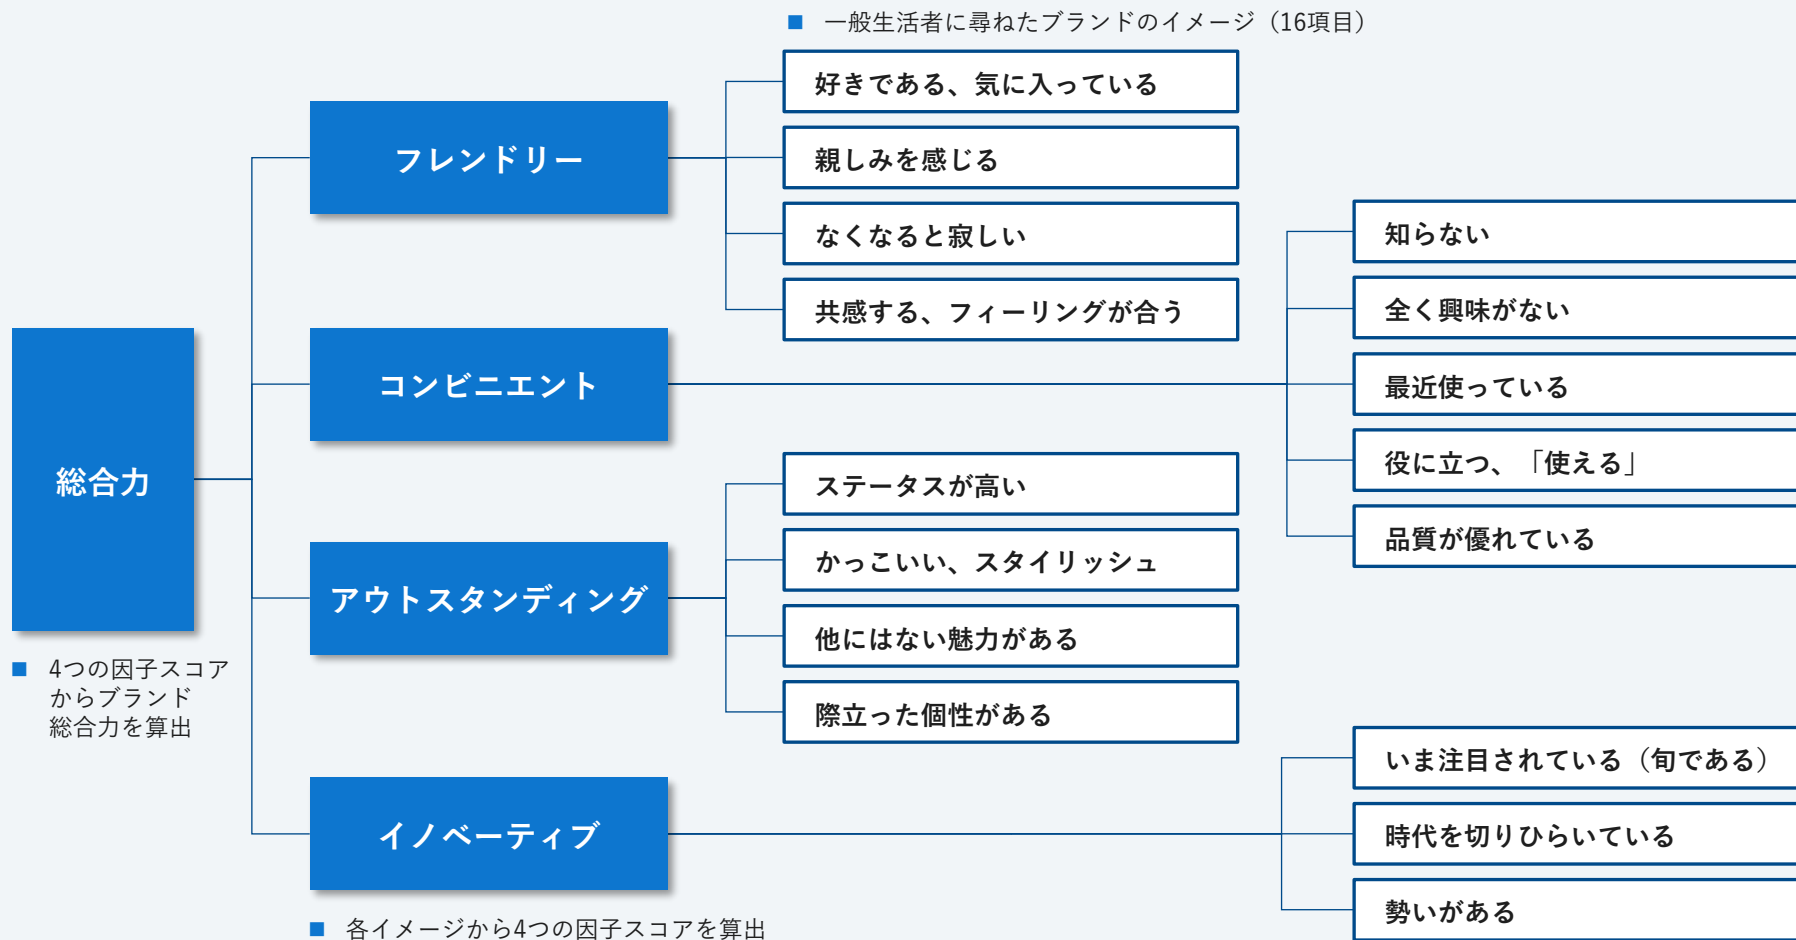 一般生活者に尋ねたブランドのイメージ（16項目）
総合力
4つの因子スコア
からブランド
総合力を算出
フレンドリー
好きである、気に入っている
親しみを感じる
なくなると寂しい
共感する、フィーリングが合う
コンビニエント
知らない
全く興味がない
最近使っている
役に立つ、「使える」
品質が優れている
アウトスタンディング
ステータスが高い
かっこいい、スタイリッシュ
他にはない魅力がある
際立った個性がある
イノベーティブ
いま注目されている（旬である）
時代を切りひらいている
勢いがある
各イメージから4つの因子スコアを算出